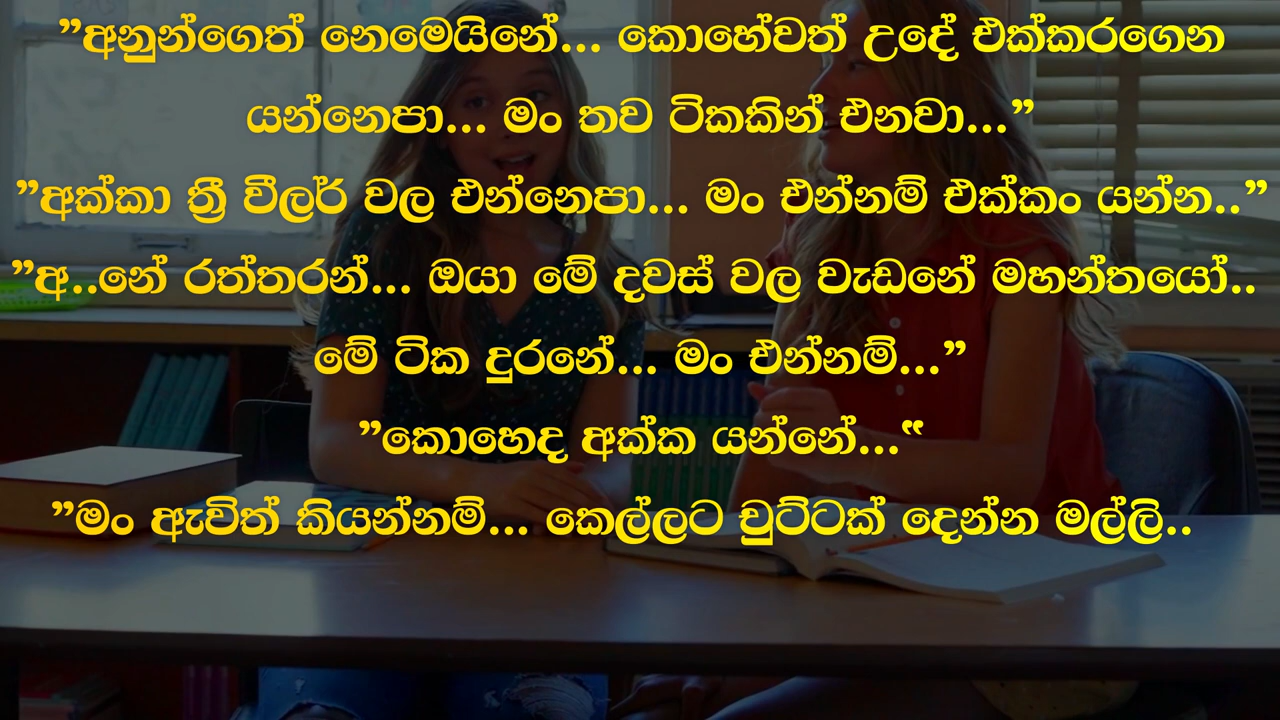 ”අනුන්ගෙත් නෙමෙයිනේ... කොහේවත් උදේ එක්කරගෙන
යන්නෙපා... මං තව ටිකකින් එනවා...”
”අක්කා ත්‍රී වීලර් වල එන්නෙපා... මං එන්නම් එක්කං යන්න..”
”අ..නේ රත්තරන්... ඔයා මේ දවස් වල වැඩනේ මහන්තයෝ..
මේ ටික දුරනේ... මං එන්නම්...”
”කොහෙද අක්ක යන්නේ...“
”මං ඇවිත් කියන්නම්... කෙල්ලට චුට්ටක් දෙන්න මල්ලි..